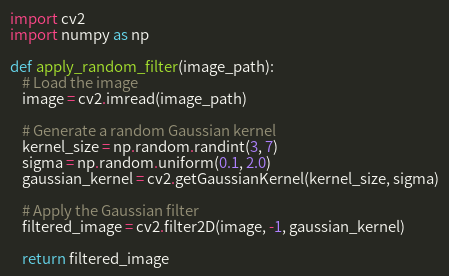 import cv2
import numpy as np
def apply_random_filter(image_path):
# Load the image
image = cv2.imread(image_path)
# Generate a random Gaussian kernel
kernel_size = np.random.randint(3, 7)
sigma = np.random.uniform(0.1, 2.0)
gaussian_kernel = cv2.getGaussianKernel(kernel_size, sigma)
# Apply the Gaussian filter
filtered_image = cv2.filter2D(image, -1, gaussian_kernel)
return filtered_image